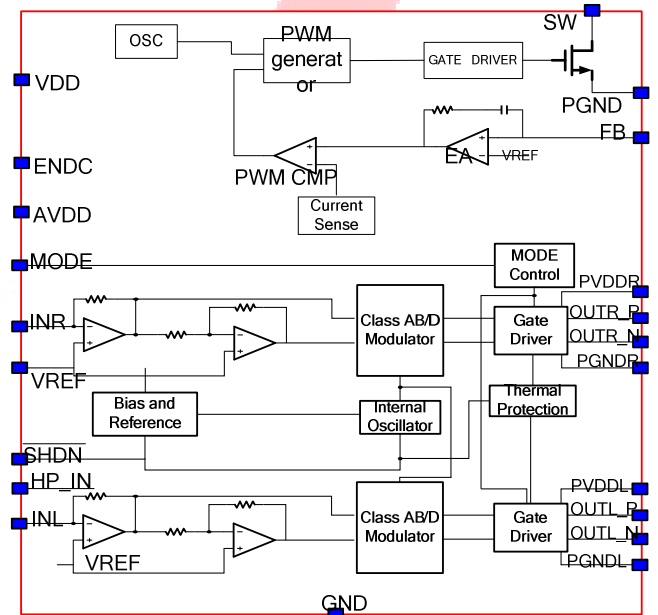 SW
OSC
PWM
generat
or
GATE DRIVER
VDD
PGND
FB
EA
VREF
ENDC
PWM CMP
AVDD
Current
Sense
MODE
MODE
Control
PVDDR
INR
Class AB/D
Modulator
Gate
Driver
OUTR_P
OUTR_N
VREF
PGNDR
Bias and
Reference
Internal
Oscillator
Thermal
Protection
SHDN
HP_IN
PVDDL
INL
Class AB/D
Modulator
Gate
Driver
OUTL_P
OUTL_N
VREF
PGNDL
GND